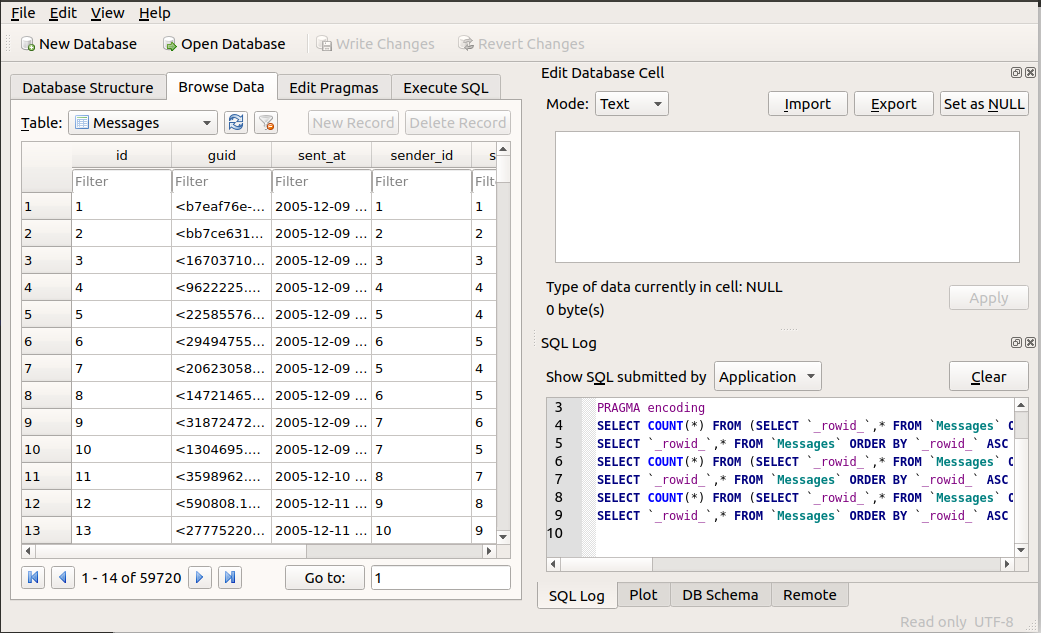 File Edit View Help
New Database Open Database Write Changes Revert Changes
Database Structure Browse Data Edit Pragmas Execute SQL
Table: Messages New Record Delete Record
id guid sent_at sender_id s
Filter Filter Filter Filter Filt
1 1 <b7eaf76e-... 2005-12-09 ... 1 1
2 2 <bb7ce631... 2005-12-09 ... 2 2
3 3 <16703710... 2005-12-09 ... 3 3
4 4 <9622225.... 2005-12-09 ... 4 4
5 5 <22585576... 2005-12-09 ... 5 4
6 6 <29494755... 2005-12-09 ... 6 5
7 7 <20623058... 2005-12-09 ... 5 4
8 8 <14721465... 2005-12-09 ... 6 5
9 9 <31872472... 2005-12-09 ... 7 6
10 10 <1304695.... 2005-12-09 ... 7 5
11 11 <3598962.... 2005-12-10 ... 8 7
12 12 <590808.1... 2005-12-11 ... 9 8
13 13 <27775220... 2005-12-11 ... 10 9
1 - 14 of 59720 Go to: 1
Edit Database Cell
Mode: Text Import Export Set as NULL
Type of data currently in cell: NULL
0 byte(s)
Apply
SQL Log
Show SQL submitted by Application Clear
3 PRAGMA encoding
4 SELECT COUNT(*) FROM (SELECT `_rowid_`,* FROM `Messages` O
5 SELECT `_rowid_`,* FROM `Messages` ORDER BY `_rowid_` ASC
6 SELECT COUNT(*) FROM (SELECT `_rowid_`,* FROM `Messages` O
7 SELECT `_rowid_`,* FROM `Messages` ORDER BY `_rowid_` ASC
8 SELECT COUNT(*) FROM (SELECT `_rowid_`,* FROM `Messages` O
9 SELECT `_rowid_`,* FROM `Messages` ORDER BY `_rowid_` ASC
10
SQL Log Plot DB Schema Remote
Read only UTF-8